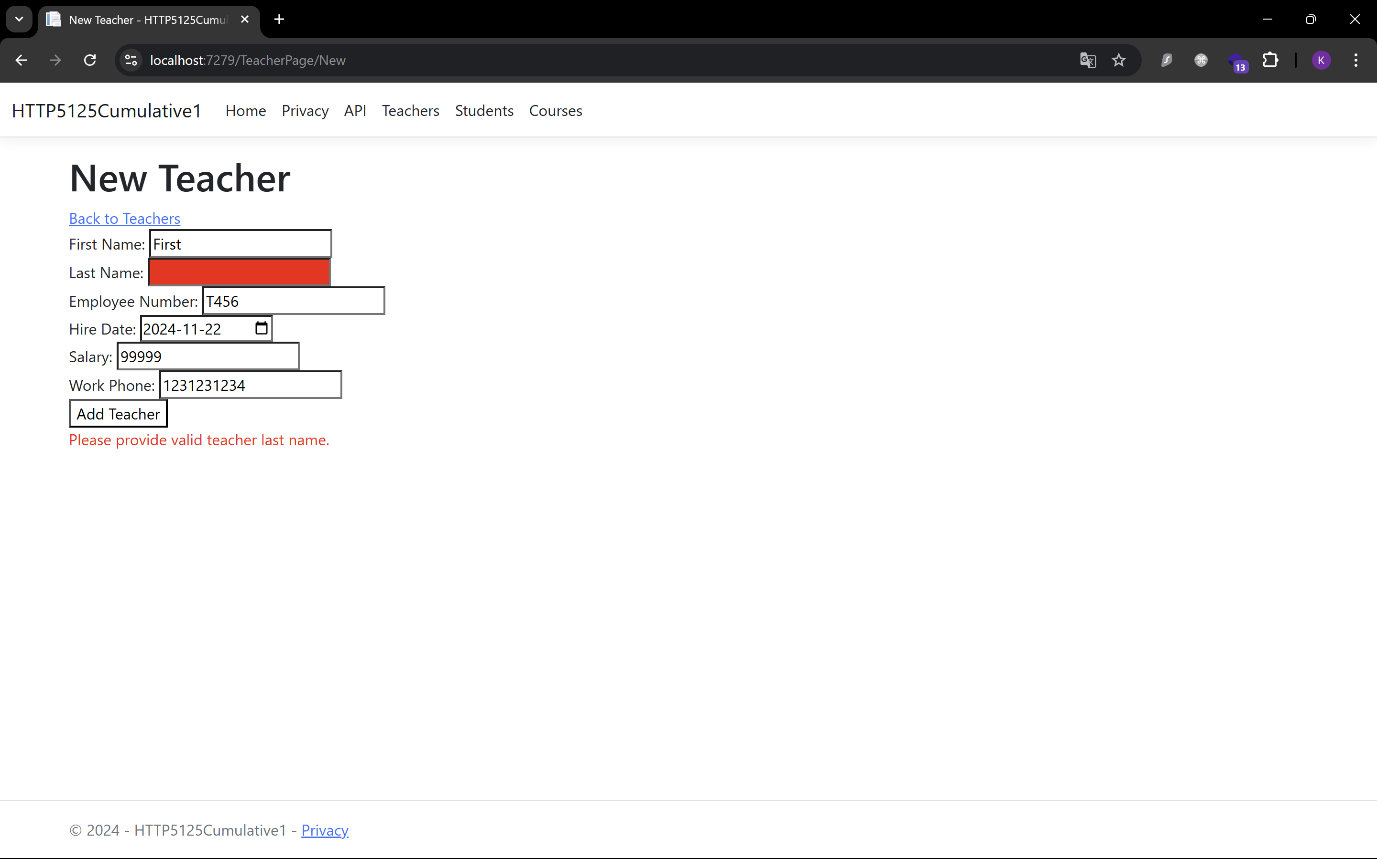 New Teacher - HTTP5125Cumul
localhost:7279/TeacherPage/New
13
K
HTTP5125Cumulative1 Home Privacy API Teachers Students Courses
New Teacher
Back to Teachers
First Name: First
Last Name:
Employee Number: T456
Hire Date: 2024-11-22
Salary: 99999
Work Phone: 1231231234
Add Teacher
Please provide valid teacher last name.
© 2024 - HTTP5125Cumulative1 - Privacy